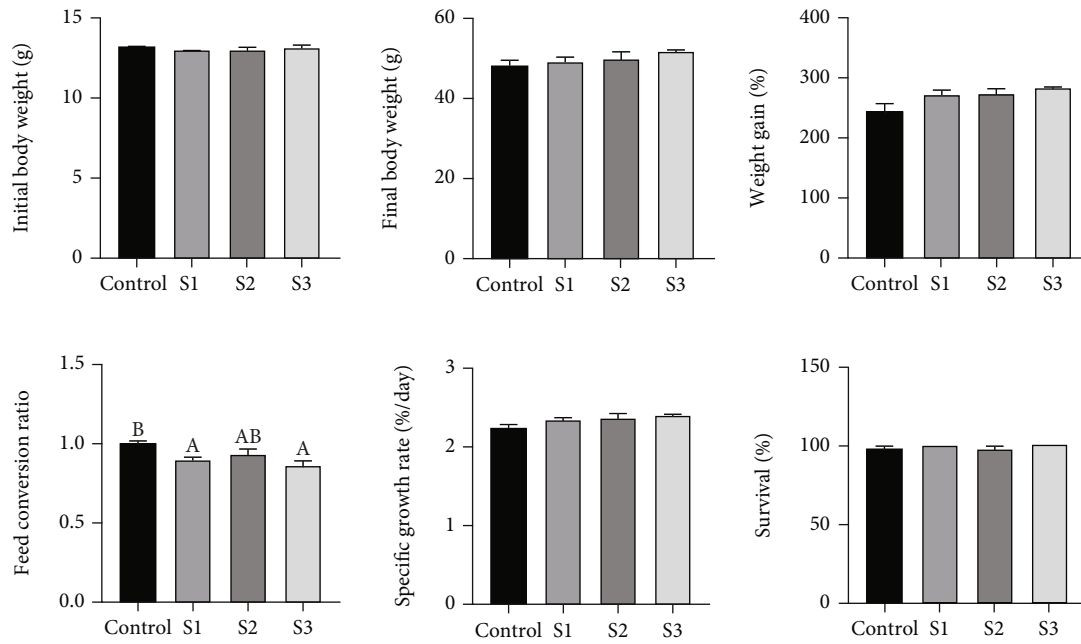 Initial body weight (g)
15
10
5
0
Control S1 S2 S3
Final body weight (g)
60
40
20
0
Control S1 S2 S3
Weight gain (%)
400
300
200
100
0
Control S1 S2 S3
Feed conversion ratio
1.5
1.0
0.5
0.0
B A AB A
Control S1 S2 S3
Specific growth rate (%/day)
3
2
1
0
Control S1 S2 S3
Survival (%)
150
100
50
0
Control S1 S2 S3